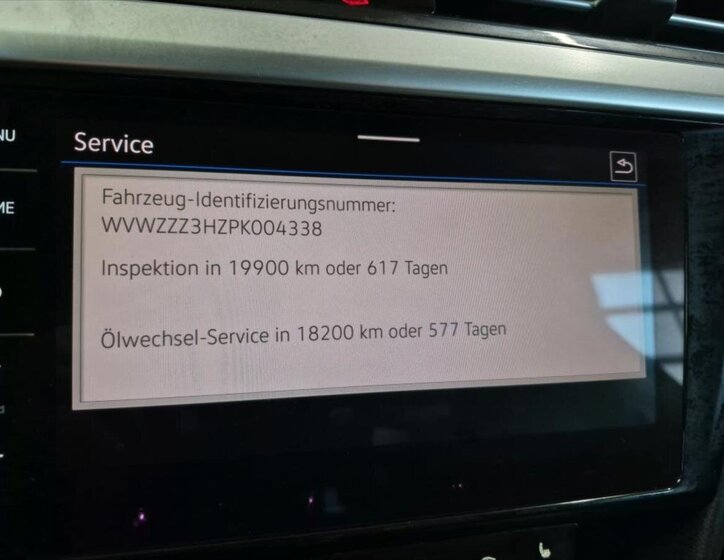 Service
Fahrzeug-Identifizierungsnummer:
WVWZZZ3HZPK004338
Inspektion in 19900 km oder 617 Tagen
Ölwechsel-Service in 18200 km oder 577 Tagen